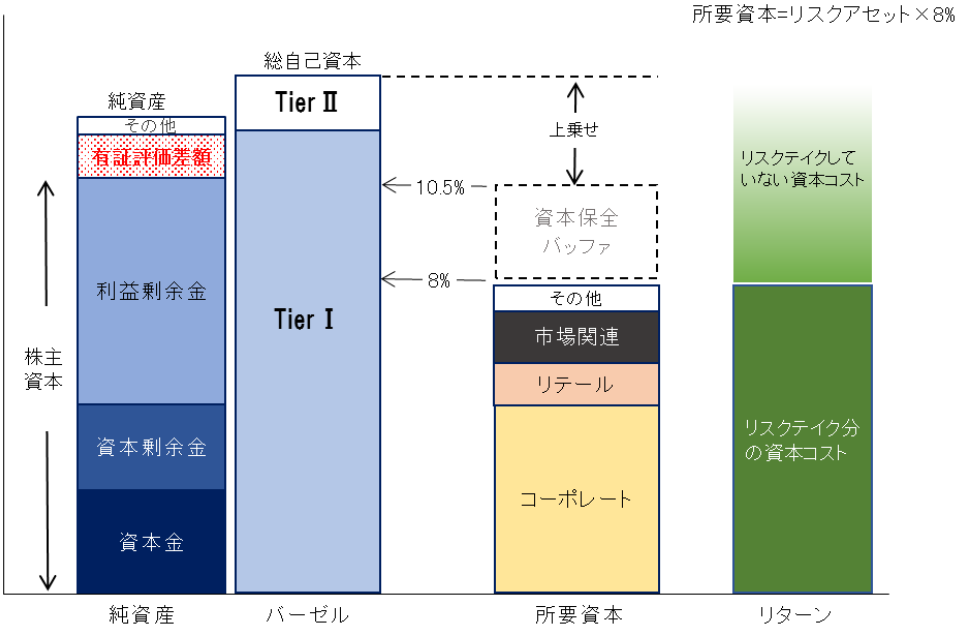 所要資本=リスクアセット×8%
総自己資本
純資産
その他
有証評価差額
利益剰余金
株主
資本
資本剰余金
資本金
Tier Ⅱ
Tier Ⅰ
上乗せ
10.5%
資本保全
バッファ
8%
その他
市場関連
リテール
コーポレート
リスクテイクして
いない資本コスト
リスクテイク分
の資本コスト
純資産
バーゼル
所要資本
リターン